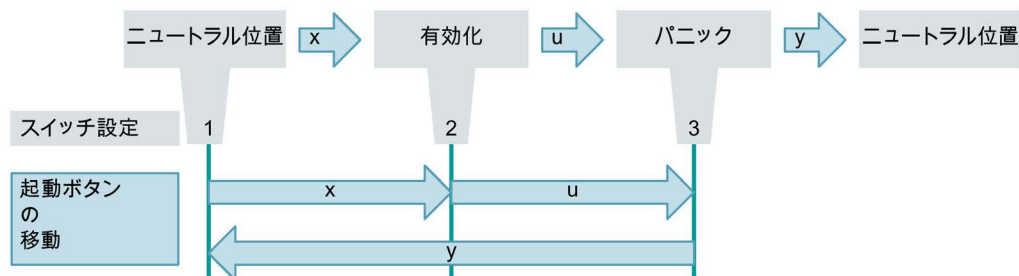 ニュートラル位置 x 有効化 u パニック y ニュートラル位置
スイッチ設定 1 2 3
起動ボタン
の
移動
x u
y